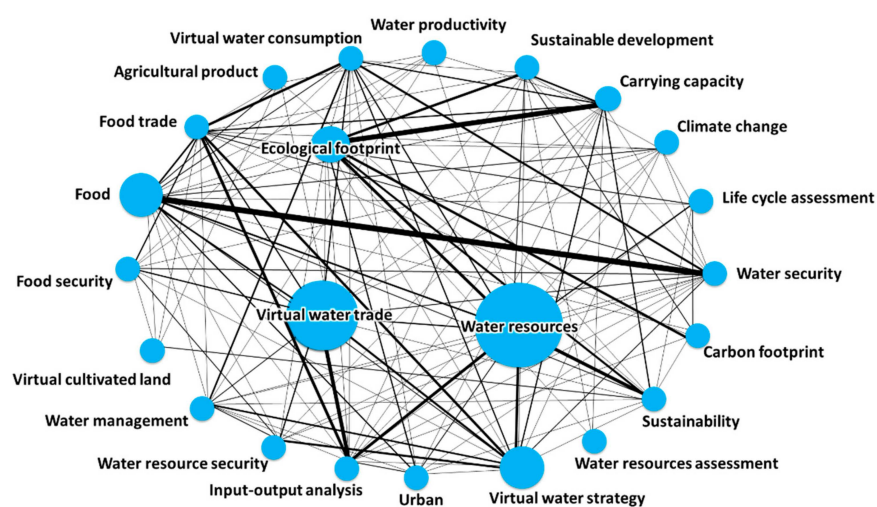 Water productivity
Virtual water consumption
Sustainable development
Agricultural product
Carrying capacity
Food trade
Climate change
Ecological footprint
Food
Life cycle assessment
Food security
Water security
Virtual water trade
Water resources
Carbon footprint
Virtual cultivated land
Water management
Sustainability
Water resource security
Water resources assessment
Input-output analysis
Urban
Virtual water strategy